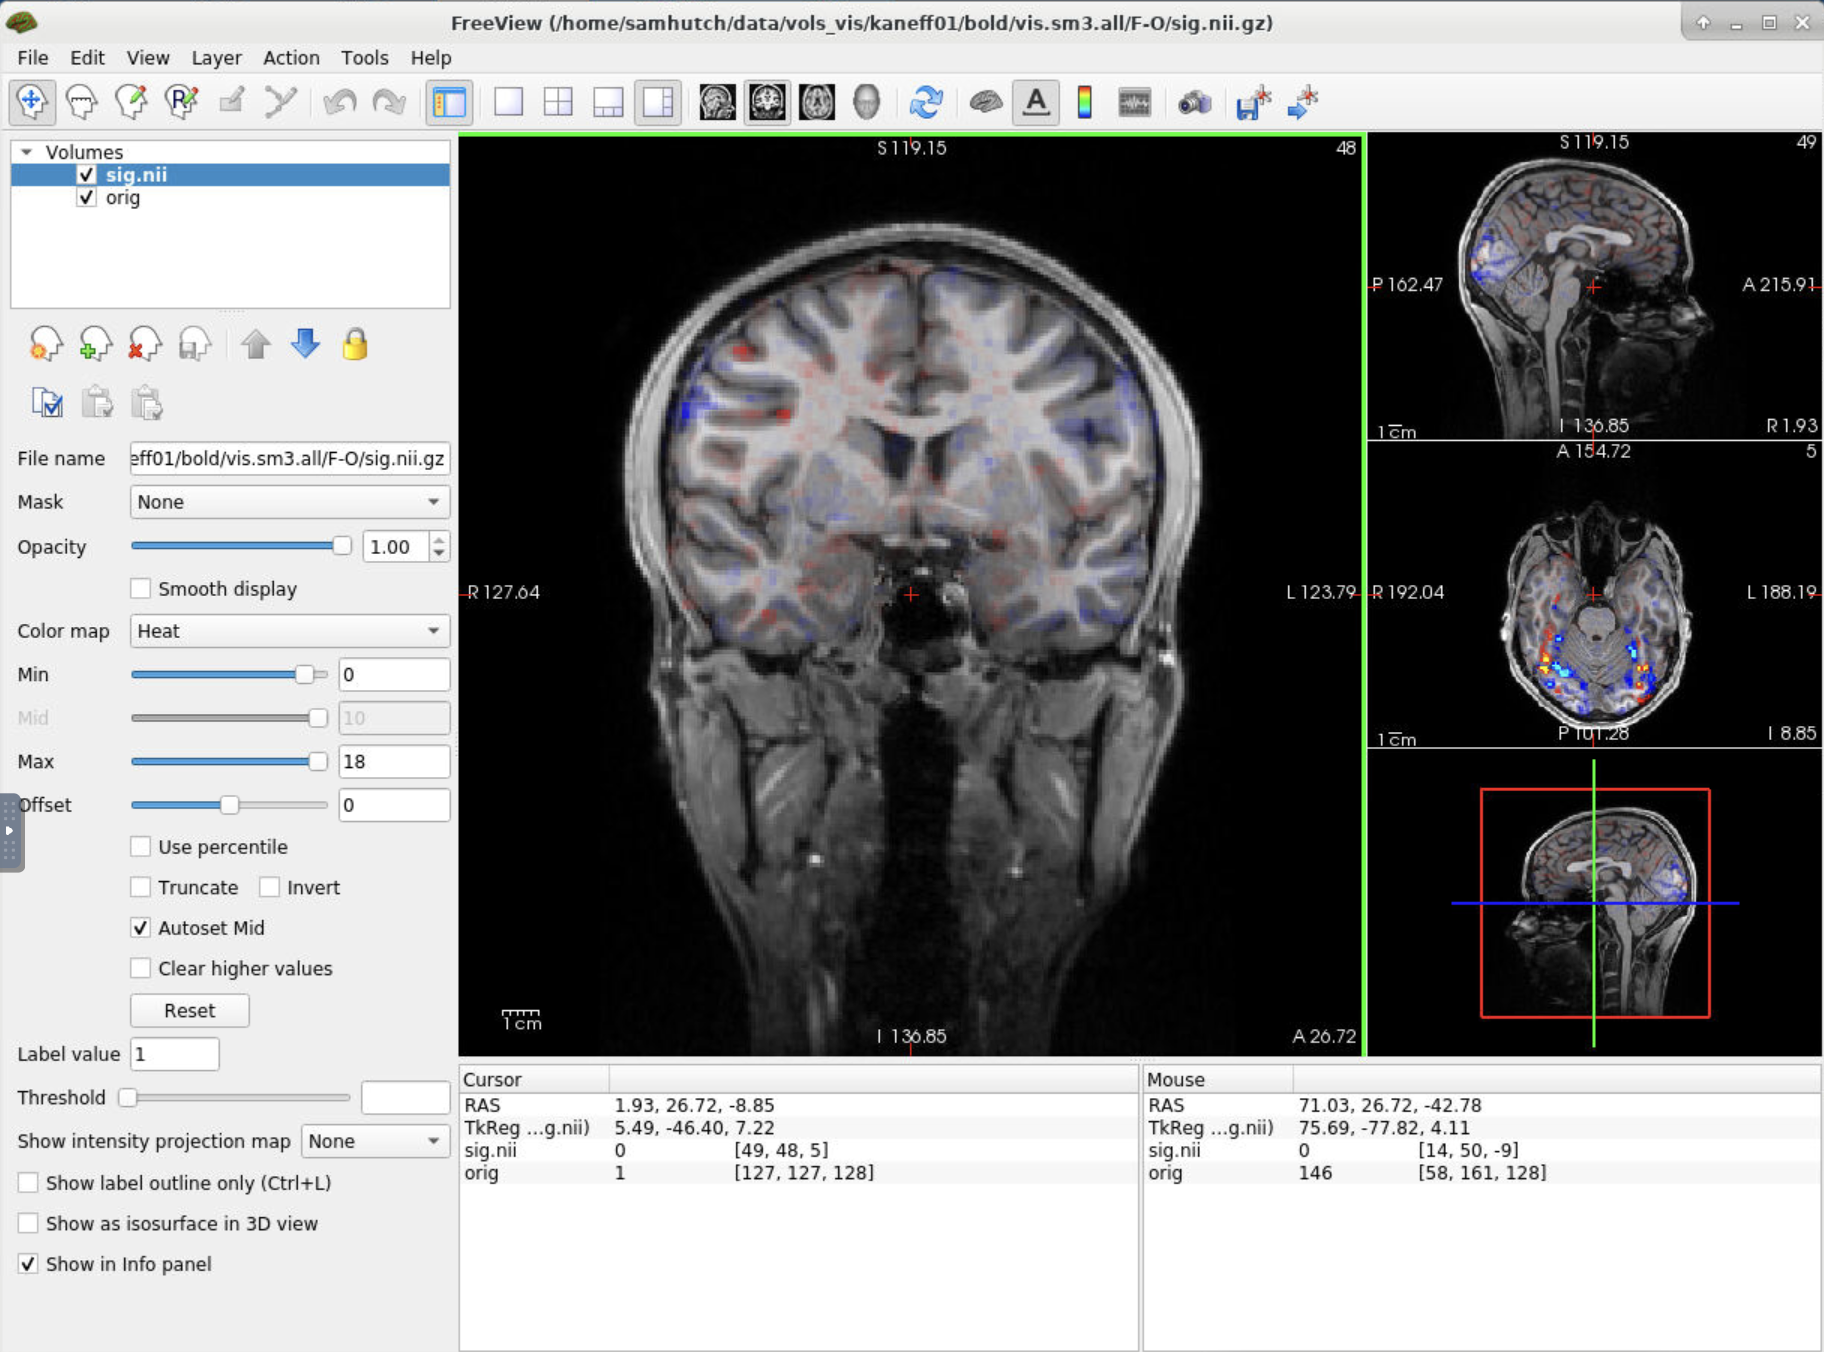 FreeView (/home/samhutch/data/vols_vis/kaneff01/bold/vis.sm3.all/F-O/sig.nii.gz)
File Edit View Layer Action Tools Help
Volumes
sig.nii
orig
File name eff01/bold/vis.sm3.all/F-O/sig.nii.gz
Mask None
Opacity 1.00
Smooth display
Color map Heat
Min 0
Mid 10
Max 18
Offset 0
Use percentile
Truncate Invert
Autoset Mid
Clear higher values
Reset
Label value 1
Threshold
Show intensity projection map None
Show label outline only (Ctrl+L)
Show as isosurface in 3D view
Show in Info panel
S 119.15 48
R 127.64 L 123.79
1 cm
I 136.85 A 26.72
S 119.15 49
P 162.47 A 215.91
1 cm I 136.85 R 1.93
A 154.72 5
R 192.04 L 188.19
1 cm P 101.28 I 8.85
Cursor
RAS 1.93, 26.72, -8.85
TkReg ...g.nii) 5.49, -46.40, 7.22
sig.nii 0 [49, 48, 5]
orig 1 [127, 127, 128]
Mouse
RAS 71.03, 26.72, -42.78
TkReg ...g.nii) 75.69, -77.82, 4.11
sig.nii 0 [14, 50, -9]
orig 146 [58, 161, 128]